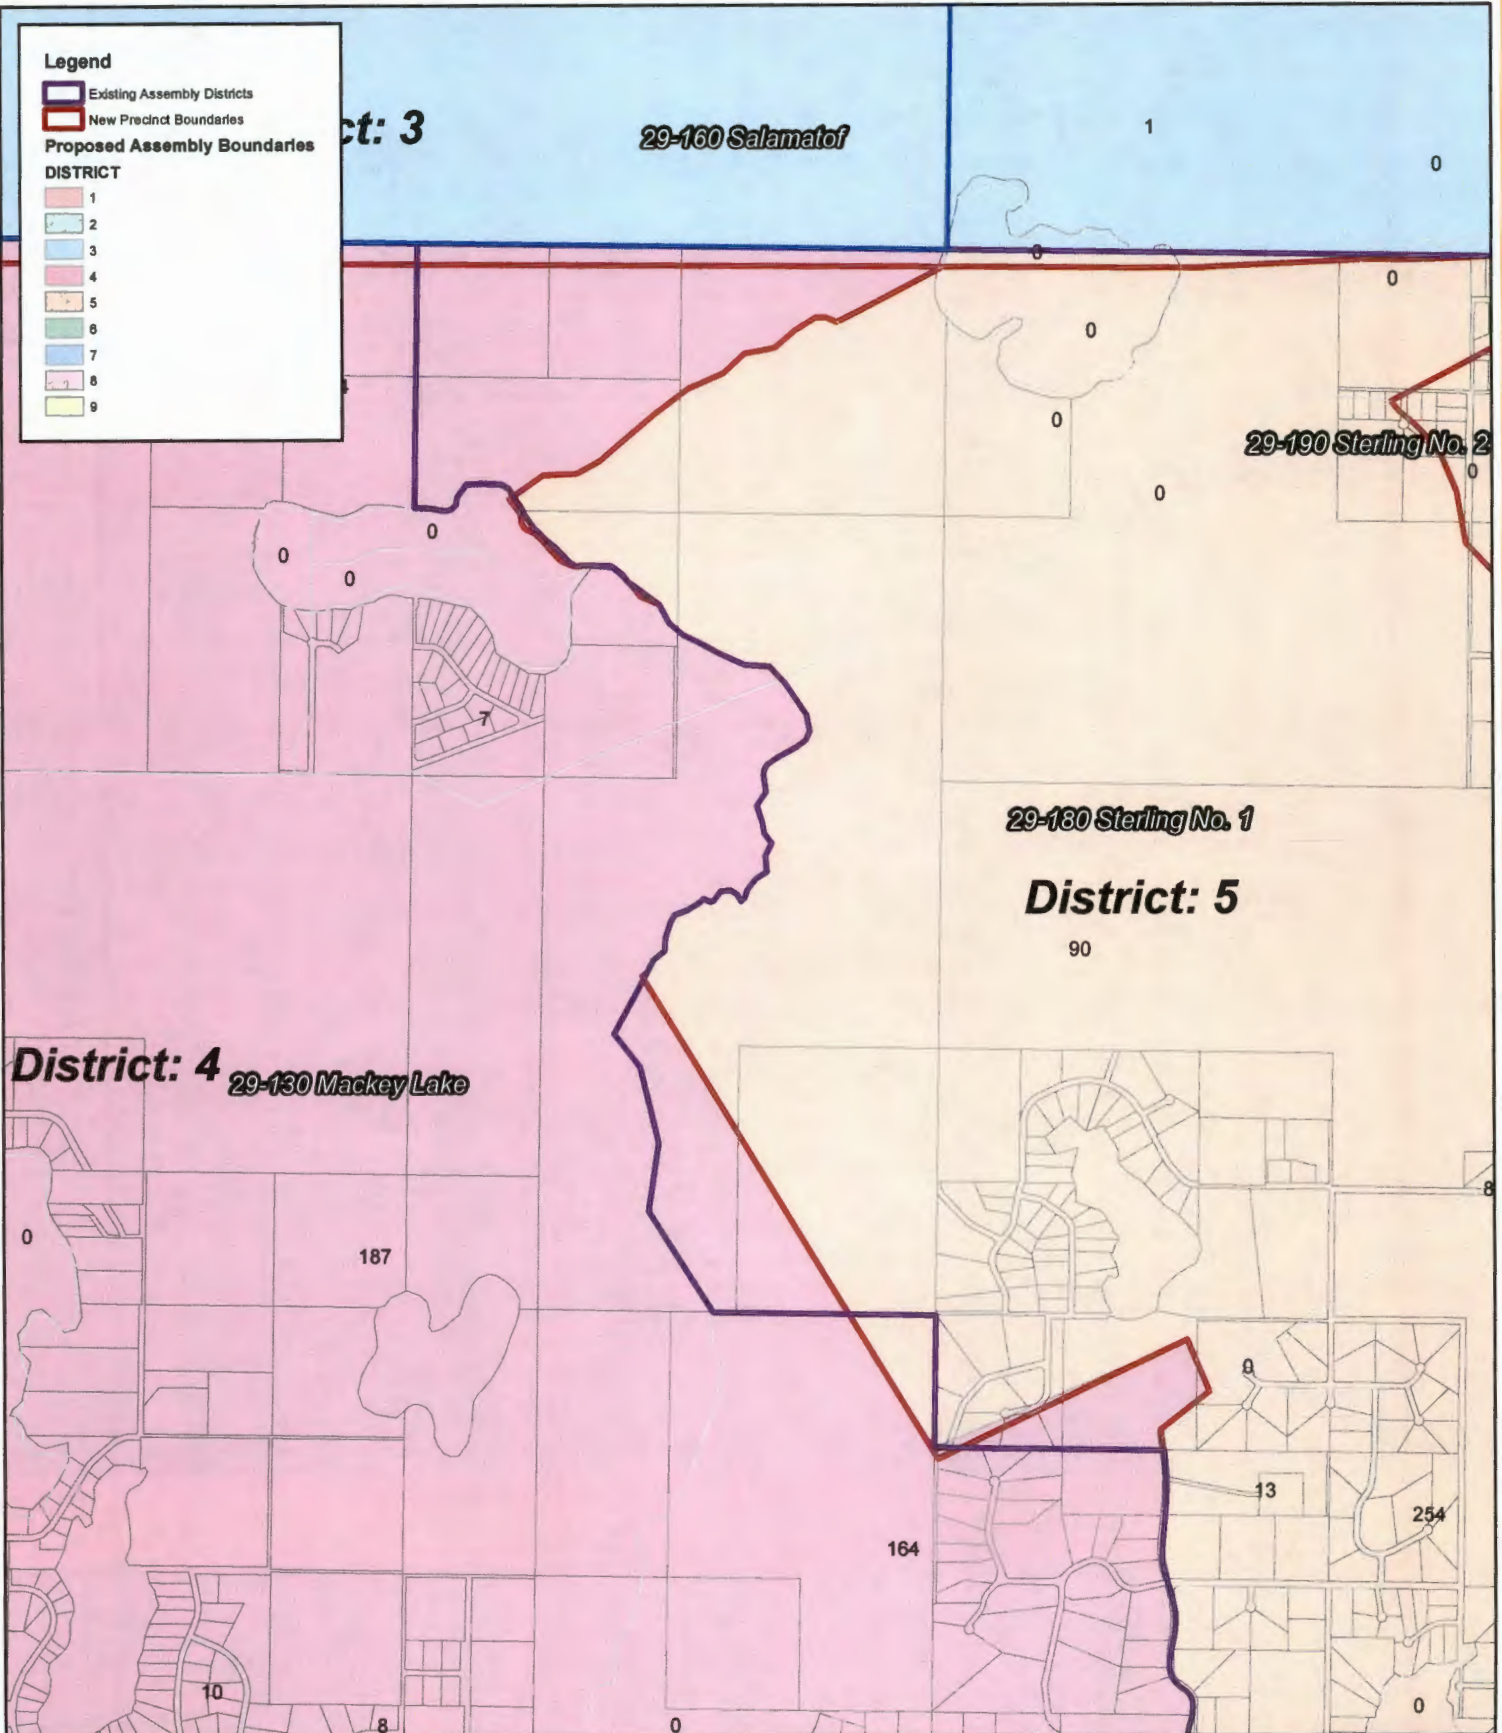 Legend
Existing Assembly Districts
New Precinct Boundaries
Proposed Assembly Boundaries
DISTRICT
1
2
3
4
5
6
7
8
9
ct: 3
29-160 Salamatof
1
0
0
0
0
0
29-190 Sterling No. 2
0
0
0
0
0
7
29-180 Sterling No. 1
District: 5
90
District: 4
29-130 Mackey Lake
8
0
187
0
13
254
164
10
8
0
0